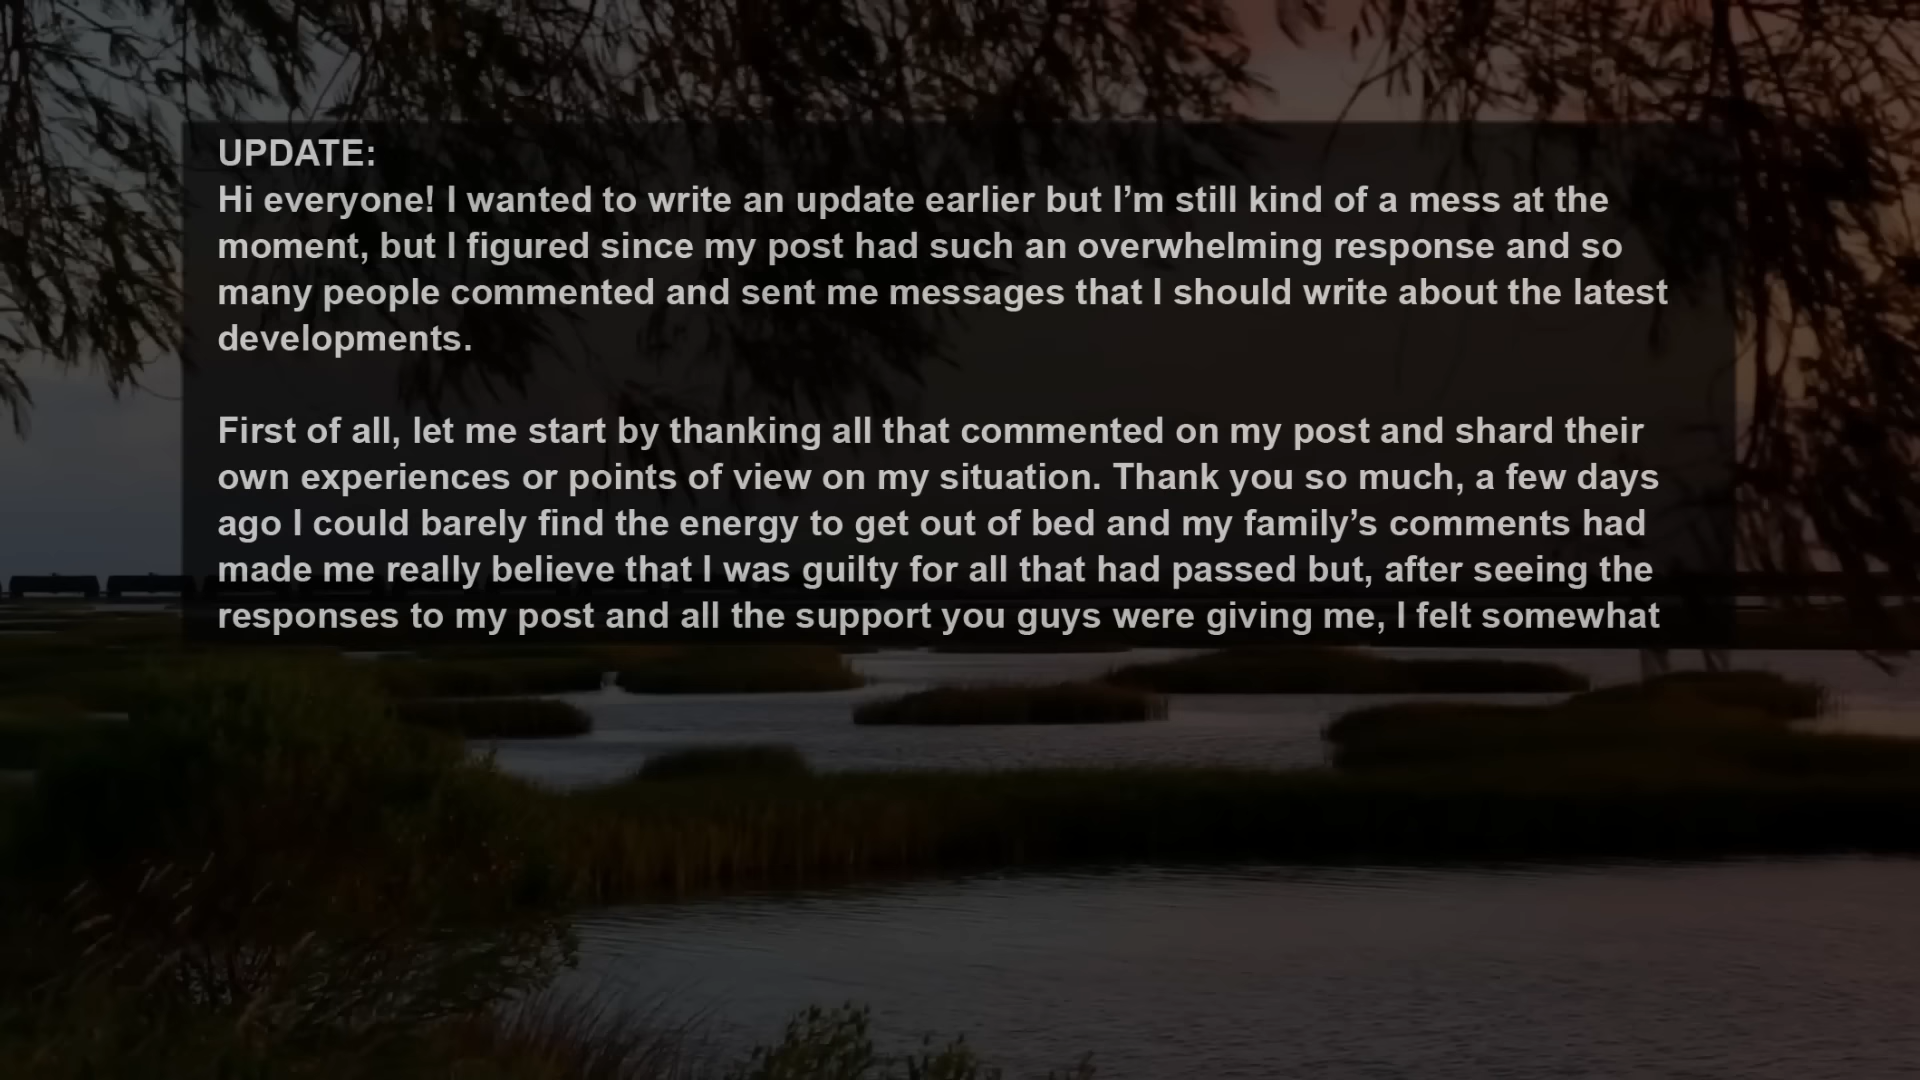 UPDATE:
Hi everyone! I wanted to write an update earlier but I’m still kind of a mess at the
moment, but I figured since my post had such an overwhelming response and so
many people commented and sent me messages that I should write about the latest
developments.
First of all, let me start by thanking all that commented on my post and shard their
own experiences or points of view on my situation. Thank you so much, a few days
ago I could barely find the energy to get out of bed and my family’s comments had
made me really believe that I was guilty for all that had passed but, after seeing the
responses to my post and all the support you guys were giving me, I felt somewhat